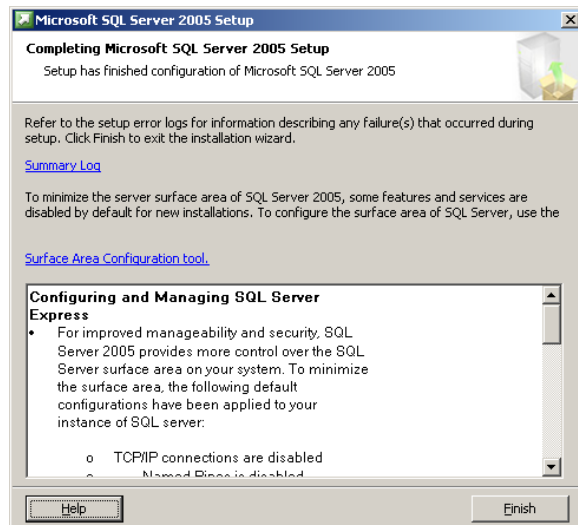 Microsoft SQL Server 2005 Setup
Completing Microsoft SQL Server 2005 Setup
Setup has finished configuration of Microsoft SQL Server 2005
Refer to the setup error logs for information describing any failure(s) that occurred during
setup. Click Finish to exit the installation wizard.
Summary Log
To minimize the server surface area of SQL Server 2005, some features and services are
disabled by default for new installations. To configure the surface area of SQL Server, use the
Surface Area Configuration tool.
Configuring and Managing SQL Server
Express
• For improved manageability and security, SQL
Server 2005 provides more control over the SQL
Server surface area on your system. To minimize
the surface area, the following default
configurations have been applied to your
instance of SQL server:
o TCP/IP connections are disabled
o Named Pipes is disabled
Help Finish